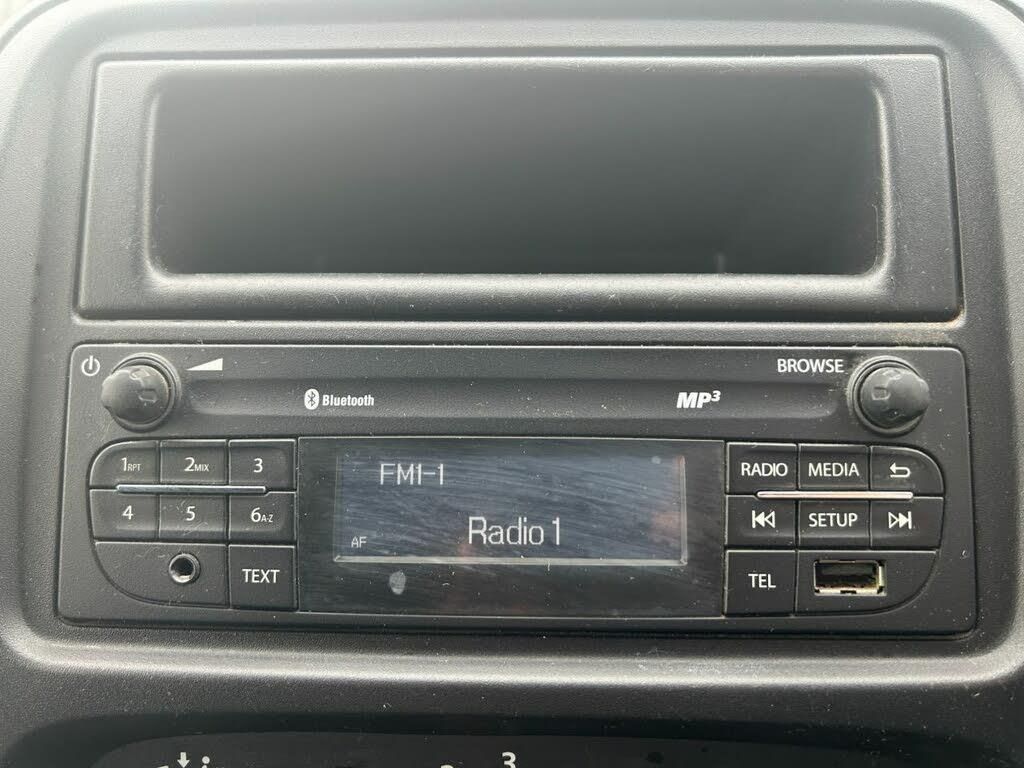 BROWSE
Bluetooth
MP3
1RPT
2MIX
3
FM1-1
RADIO
MEDIA
4
5
6A-Z
AF
Radio 1
SETUP
TEXT
TEL
3